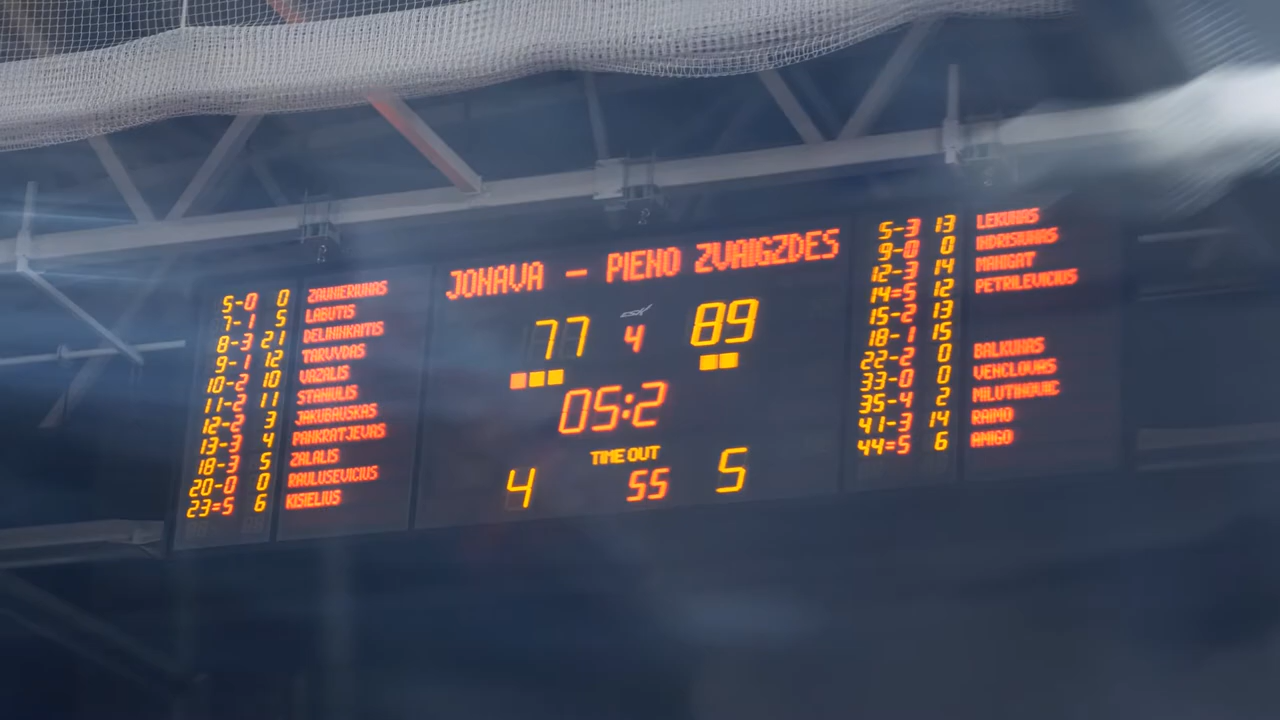 JONAVA – PIENO ZVAIGZDES
77 4 89
05:2
TIME OUT
4 55 5
5-0 0 ZAUNIERIUNAS
7-1 5 LABUTIS
8-3 21 DELININKAITIS
9-1 12 TARVYDAS
10-2 10 VAZALIS
11-2 11 STANIULIS
12-2 3 JAKUBAUSKAS
13-3 4 PANKRATJEVAS
18-3 5 ZALALIS
20-0 0 RAULUSEVICIUS
23=5 6 KISIELIUS
5-3 13 LEKUNAS
9-0 0 INDRISIUNAS
12-3 14 MANIGAT
14=5 12 PETRILEVICIUS
15-2 13
18-1 15
22-2 0 BALKUNAS
33-0 0 VENCLOVAS
35-4 2 MILUTINOVIC
41-3 14 RAIMO
44=5 6 AMIGO